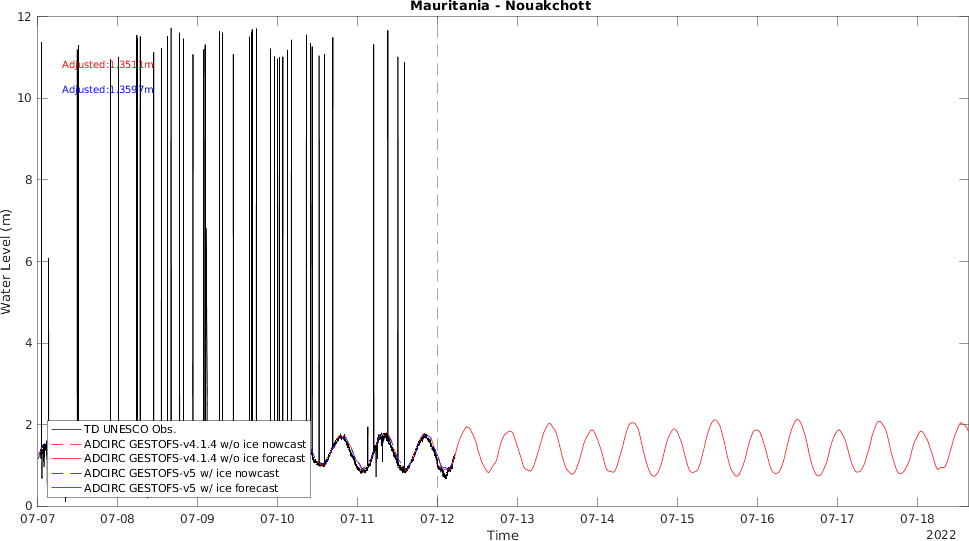 Mauritania - Nouakchott
12
10
8
6
4
2
0
Water Level (m)
Adjusted:1.3511m
Adjusted:1.3597m
TD UNESCO Obs.
ADCIRC GESTOFS-v4.1.4 w/o ice nowcast
ADCIRC GESTOFS-v4.1.4 w/o ice forecast
ADCIRC GESTOFS-v5 w/ ice nowcast
ADCIRC GESTOFS-v5 w/ ice forecast
07-07 07-08 07-09 07-10 07-11 07-12 07-13 07-14 07-15 07-16 07-17 07-18
Time
2022